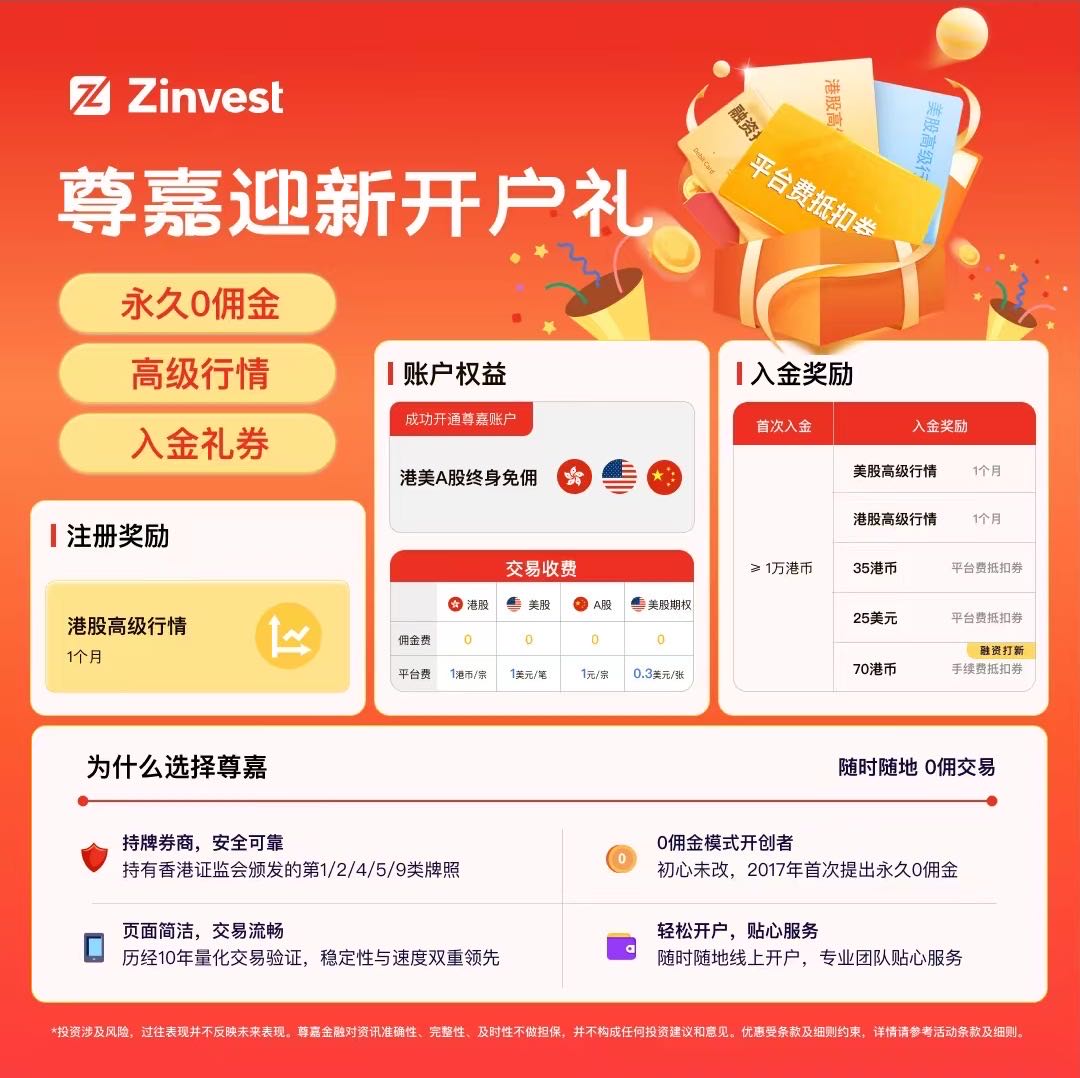 Zinvest
尊嘉迎新开户礼
永久0佣金
高级行情
入金礼券
融资
Debit Card
港股高
美股高级行
平台费抵扣券
注册奖励
港股高级行情
1个月
账户权益
成功开通尊嘉账户
港美A股终身免佣
交易收费
港股 美股 A股 美股期权
佣金费 0 0 0 0
平台费 1港币/宗 1美元/笔 1元/宗 0.3美元/张
入金奖励
首次入金 入金奖励
≥ 1万港币
美股高级行情 1个月
港股高级行情 1个月
35港币 平台费抵扣券
25美元 平台费抵扣券
融资打新
70港币 手续费抵扣券
为什么选择尊嘉
随时随地 0佣交易
持牌券商，安全可靠
持有香港证监会颁发的第1/2/4/5/9类牌照
0
0佣金模式开创者
初心未改，2017年首次提出永久0佣金
页面简洁，交易流畅
历经10年量化交易验证，稳定性与速度双重领先
轻松开户，贴心服务
随时随地线上开户，专业团队贴心服务
*投资涉及风险，过往表现并不反映未来表现。尊嘉金融对资讯准确性、完整性、及时性不做担保，并不构成任何投资建议和意见。优惠受条款及细则约束，详情请参考活动条款及细则。